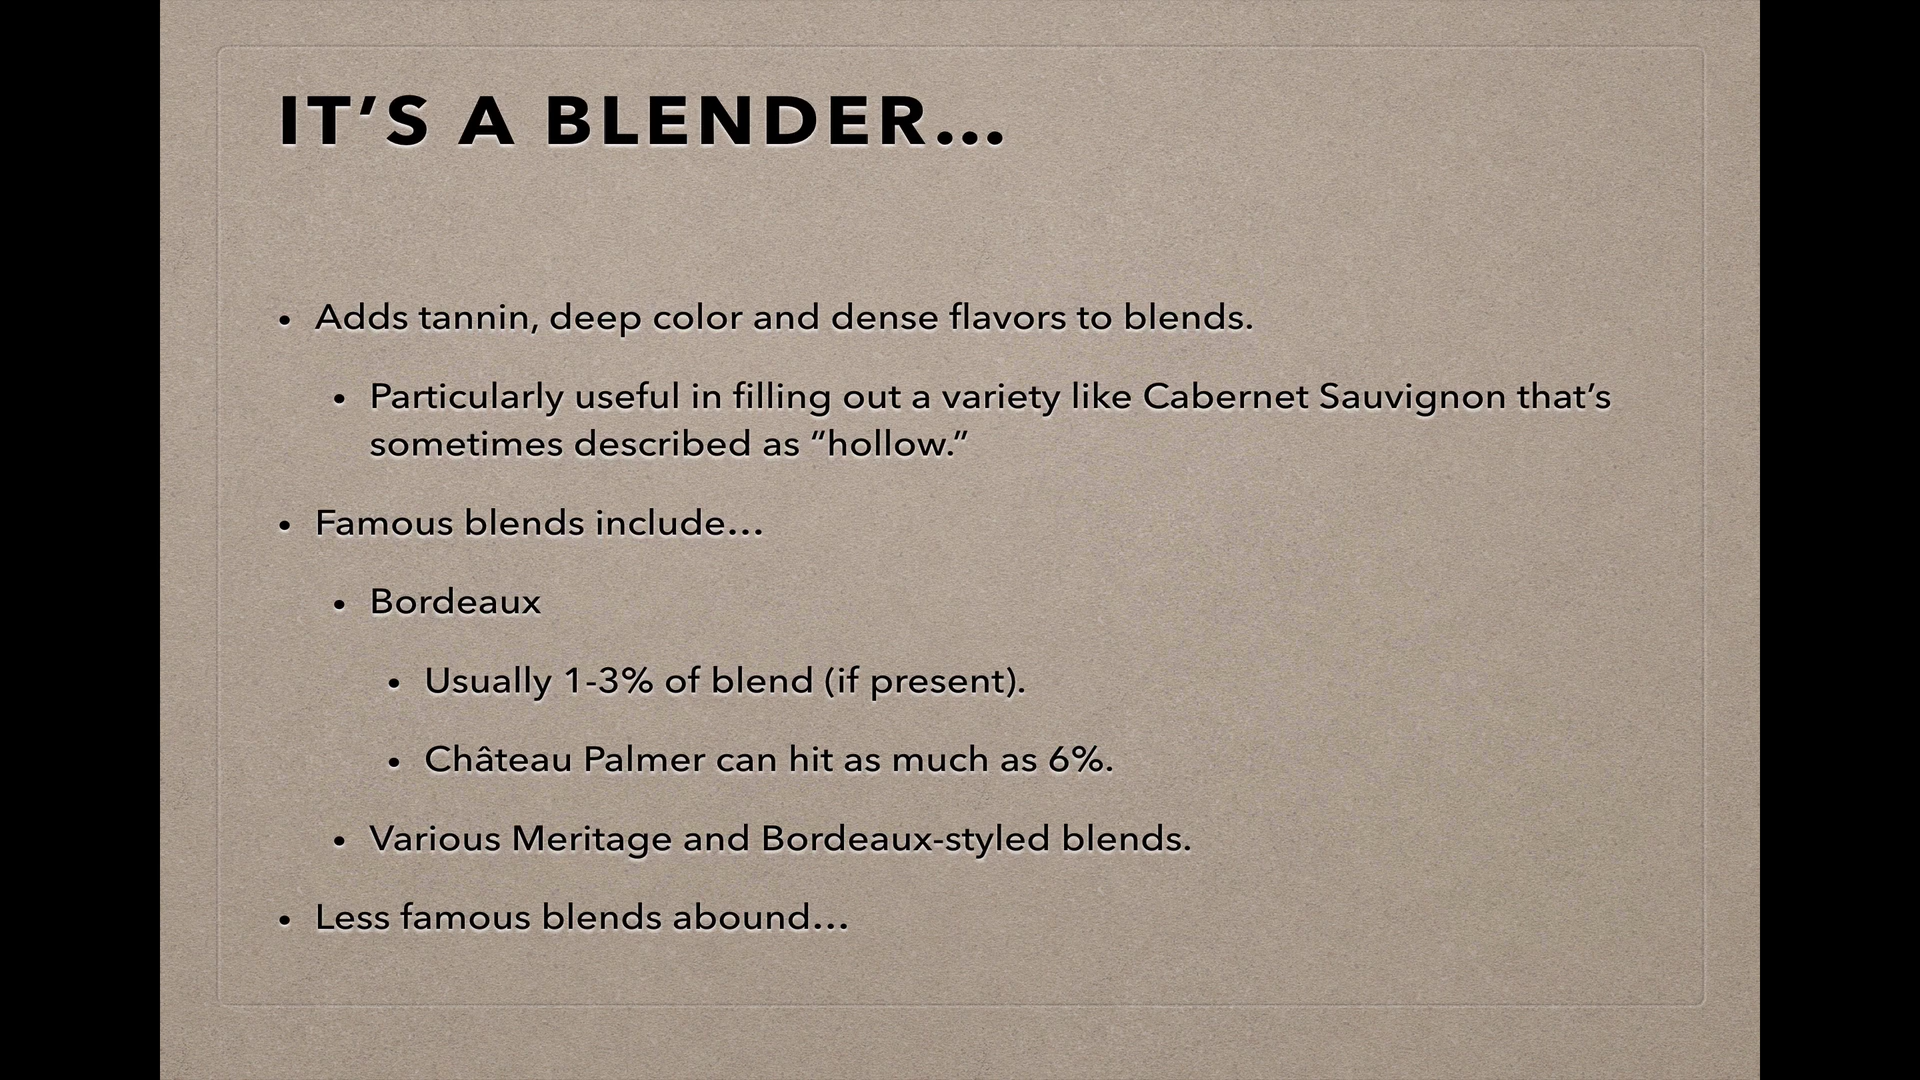 IT’S A BLENDER…
• Adds tannin, deep color and dense flavors to blends.
• Particularly useful in filling out a variety like Cabernet Sauvignon that’s
sometimes described as “hollow.”
• Famous blends include…
• Bordeaux
• Usually 1-3% of blend (if present).
• Château Palmer can hit as much as 6%.
• Various Meritage and Bordeaux-styled blends.
• Less famous blends abound…